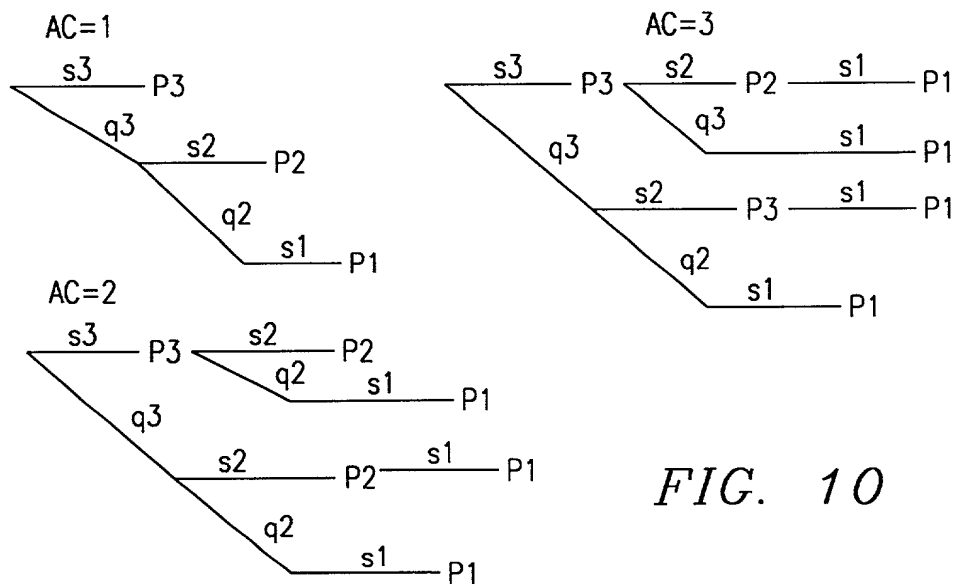 AC=1
s3 P3
q3
s2 P2
q2
s1 P1
AC=2
s3 P3 s2 P2
q2 s1 P1
q3
s2 P2 s1 P1
q2
s1 P1
AC=3
s3 P3 s2 P2 s1 P1
q3 s1 P1
q3
s2 P3 s1 P1
q2
s1 P1
FIG. 10